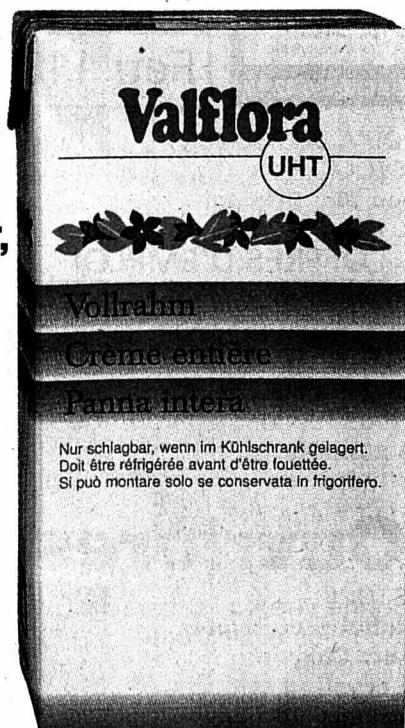 Valflora
UHT
Vollrahm
Crème entière
Panna intera
Nur schlagbar, wenn im Kühlschrank gelagert.
Doit être réfrigérée avant d'être fouettée.
Si può montare solo se conservata in frigorifero.